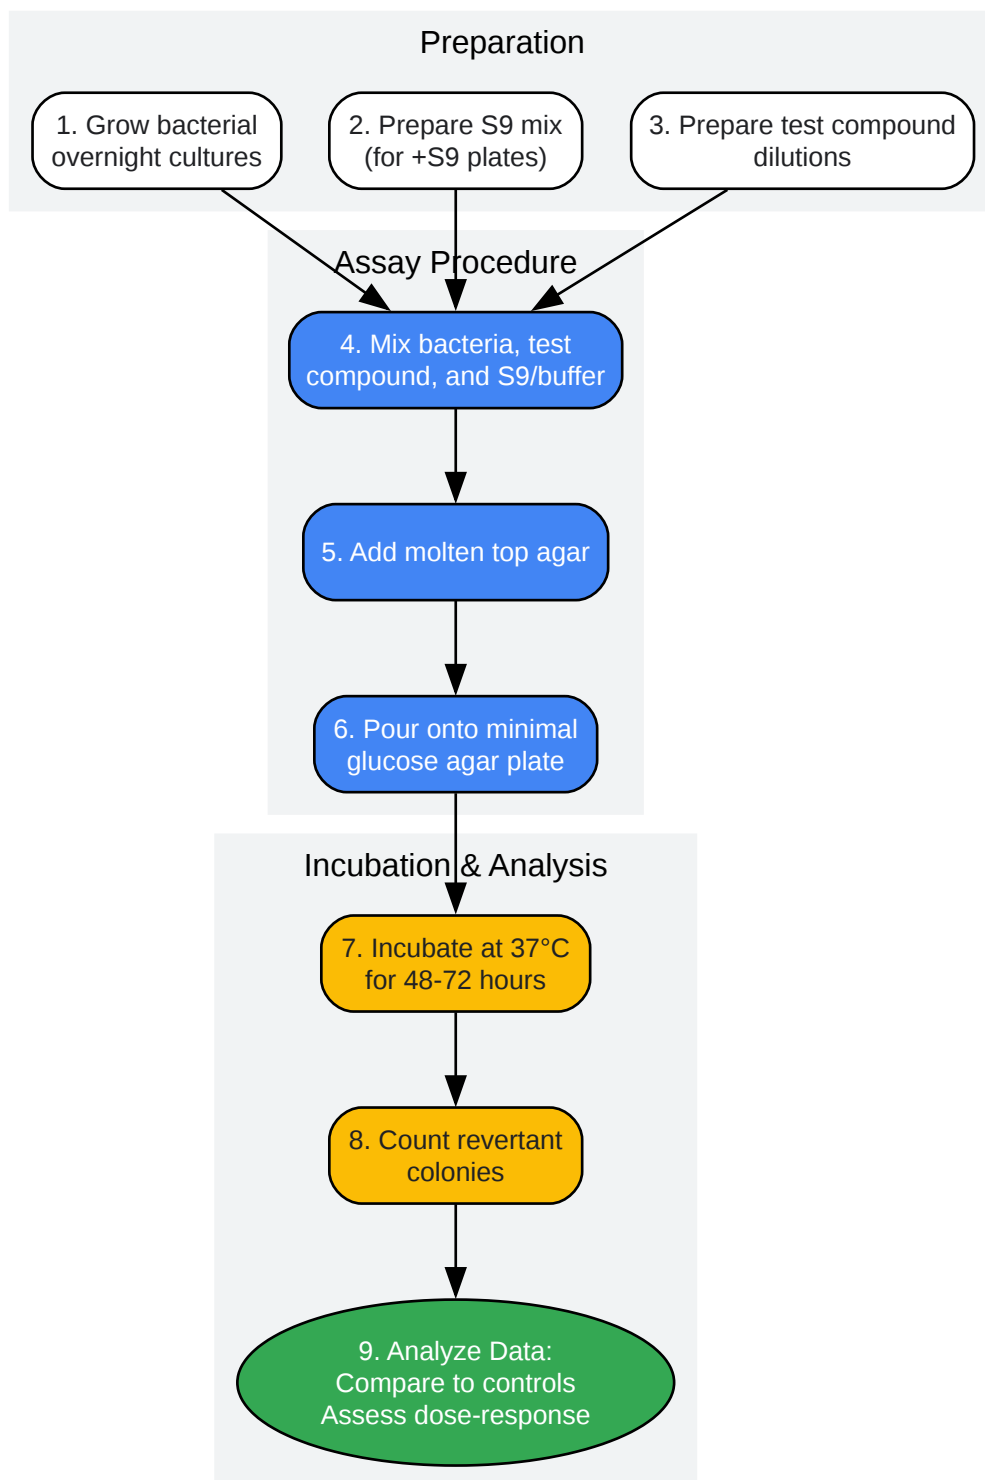 Preparation
1. Grow bacterial
overnight cultures
2. Prepare S9 mix
(for +S9 plates)
3. Prepare test compound
dilutions
Assay Procedure
4. Mix bacteria, test
compound, and S9/buffer
5. Add molten top agar
6. Pour onto minimal
glucose agar plate
Incubation & Analysis
7. Incubate at 37°C
for 48-72 hours
8. Count revertant
colonies
9. Analyze Data:
Compare to controls
Assess dose-response